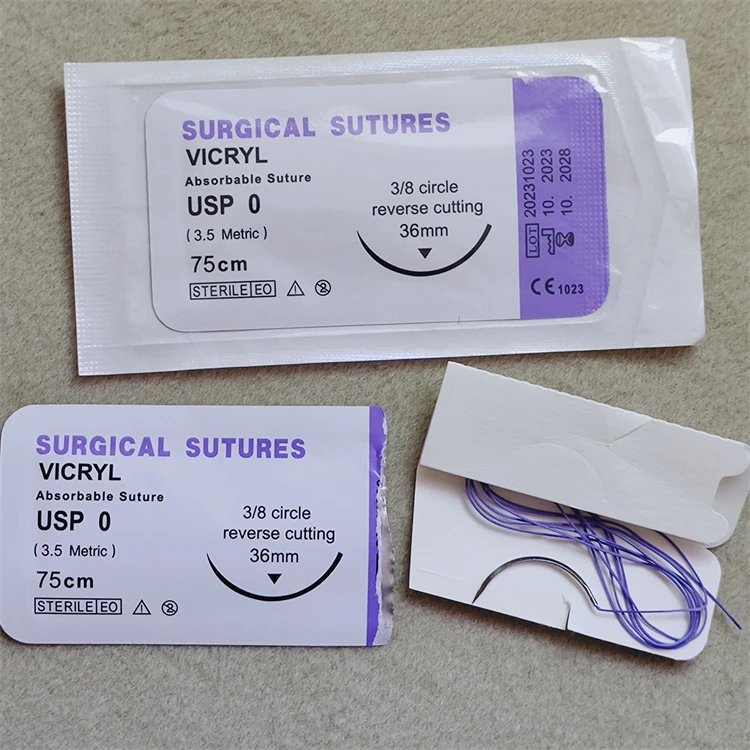 SURGICAL SUTURES
VICRYL
Absorbable Suture
USP 0
(3.5 Metric)
75cm
STERILE EO
3/8 circle
reverse cutting
36mm
LOT 20231023
10. 2023
10. 2028
CE 1023
SURGICAL SUTURES
VICRYL
Absorbable Suture
USP 0
(3.5 Metric)
75cm
STERILE EO
3/8 circle
reverse cutting
36mm